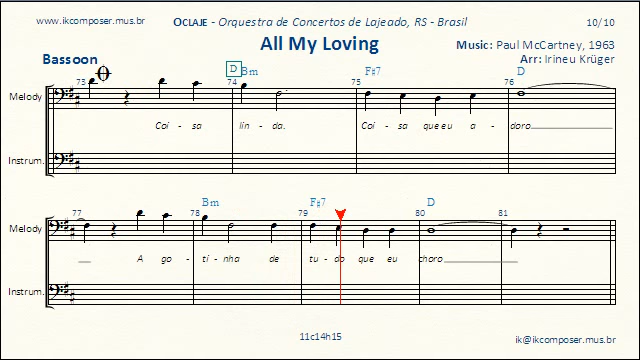 www.ikcomposer.mus.br
OCLAJE - Orquestra de Concertos de Lajeado, RS - Brasil
10/10
All My Loving
Bassoon
Music: Paul McCartney, 1963
Arr: Irineu Krüger
73 D 74 Bm 75 F#7 76 D
Melody
Coi - sa lin - da. Coi - sa que eu a - doro
Instrum.
77 78 Bm 79 F#7 80 D 81
Melody
A go - ti - nha de tu - do que eu choro
Instrum.
11c14h15
ik@ikcomposer.mus.br